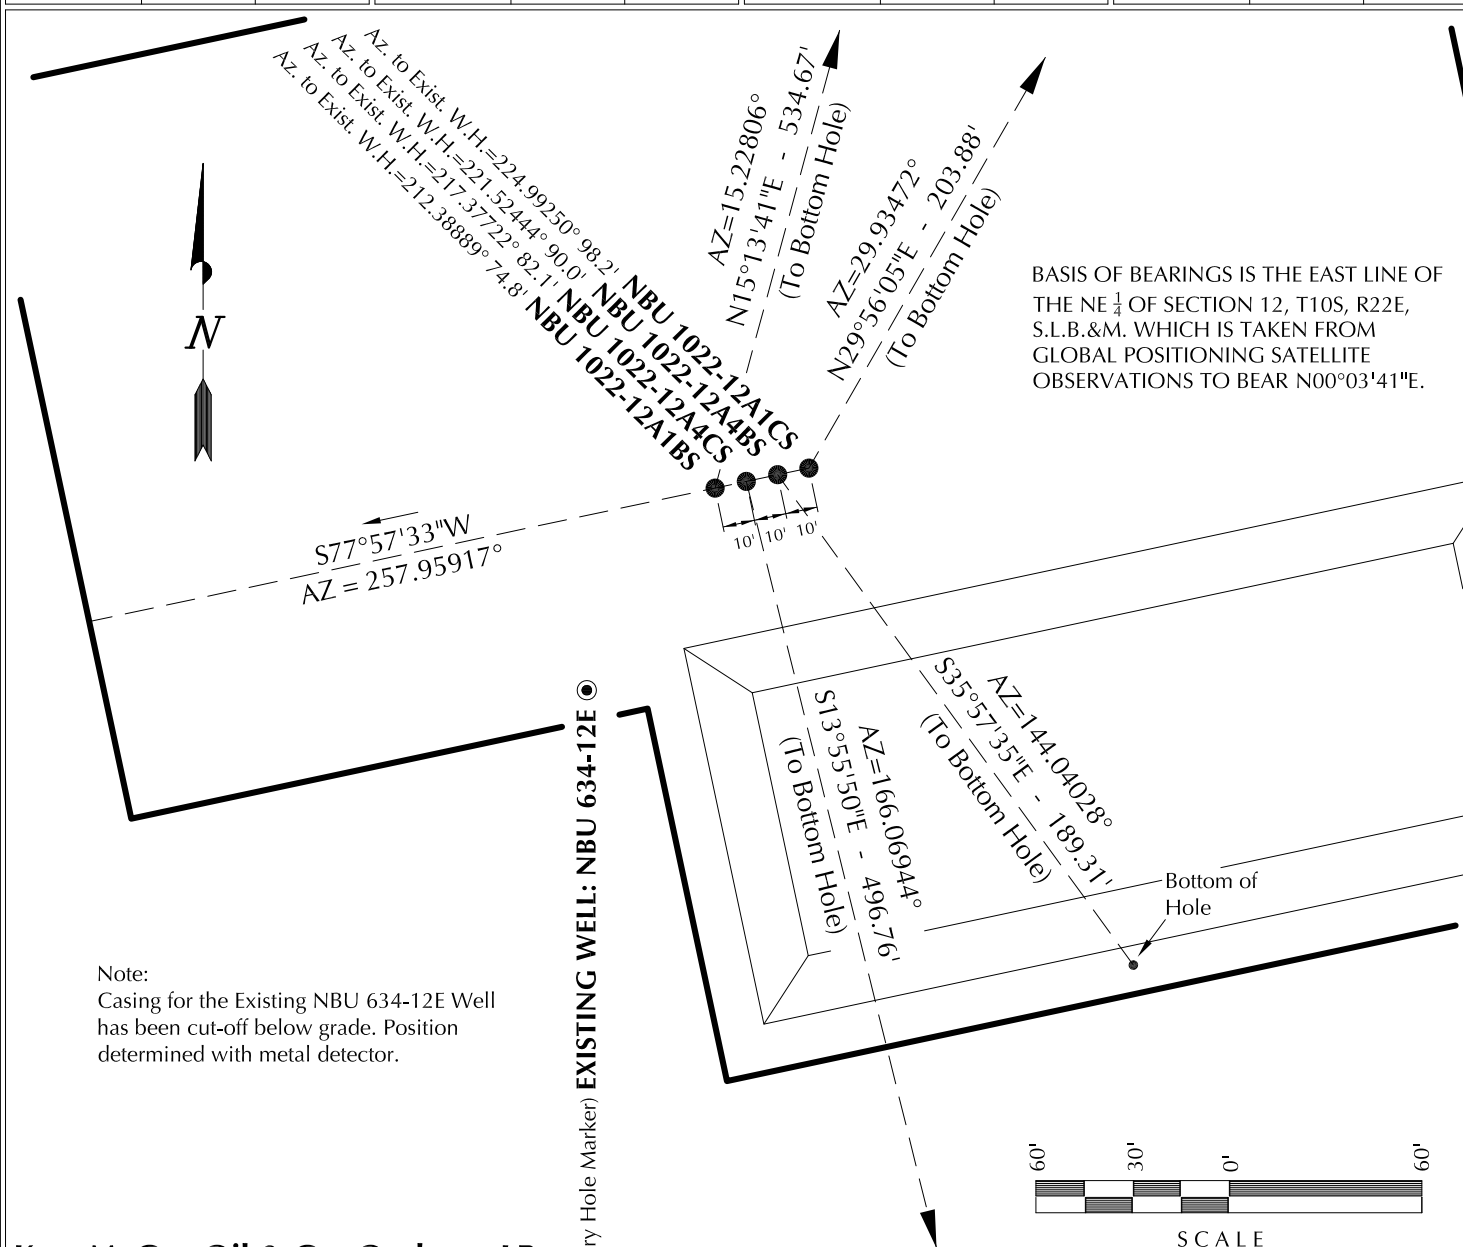 Az. to Exist. W.H.=224.99250° 98.2' NBU 1022-12A1CS
Az. to Exist. W.H.=221.52444° 90.0' NBU 1022-12A4BS
Az. to Exist. W.H.=217.37722° 82.1' NBU 1022-12A4CS
Az. to Exist. W.H.=212.38889° 74.8' NBU 1022-12A1BS
AZ=15.22806°
N15°13'41"E - 534.67'
(To Bottom Hole)
AZ=29.93472°
N29°56'05"E - 203.88'
(To Bottom Hole)
BASIS OF BEARINGS IS THE EAST LINE OF
THE NE 1/4 OF SECTION 12, T10S, R22E,
S.L.B.&M. WHICH IS TAKEN FROM
GLOBAL POSITIONING SATELLITE
OBSERVATIONS TO BEAR N00°03'41"E.
N
S77°57'33"W
AZ = 257.95917°
10' 10' 10'
AZ=144.04028°
S35°57'35"E - 189.31'
(To Bottom Hole)
AZ=166.06944°
S13°55'50"E - 496.76'
(To Bottom Hole)
Bottom of
Hole
Note:
Casing for the Existing NBU 634-12E Well
has been cut-off below grade. Position
determined with metal detector.
Hole Marker) EXISTING WELL: NBU 634-12E
60' 30' 0' 60'
SCALE